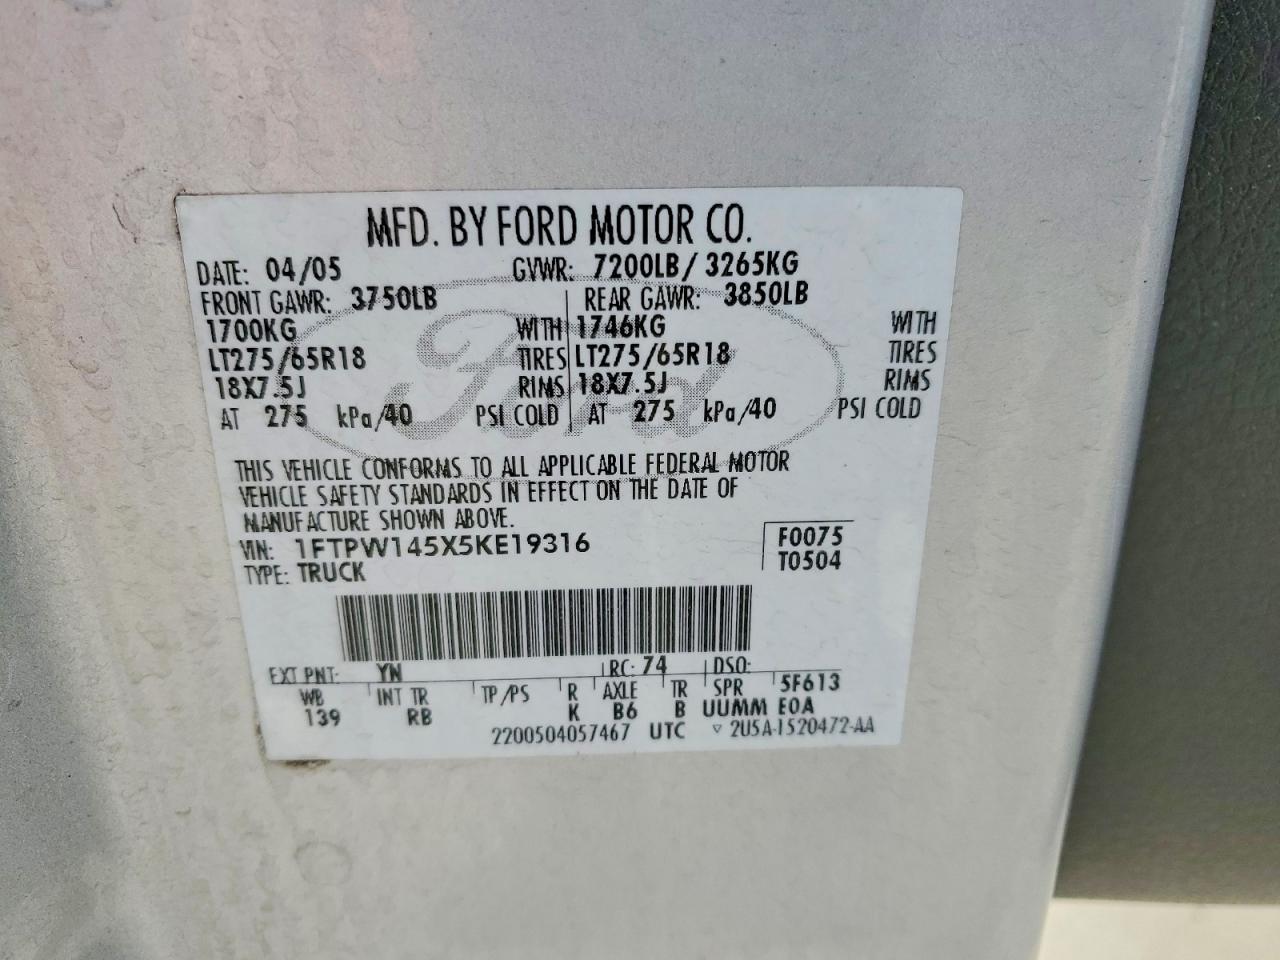 MFD. BY FORD MOTOR CO.
DATE: 04/05 GVWR: 7200LB/ 3265KG
FRONT GAWR: 3750LB REAR GAWR: 3850LB
1700KG WITH 1746KG WITH
LT275/65R18 TIRES LT275/65R18 TIRES
18X7.5J RIMS 18X7.5J RIMS
AT 275 kPa/40 PSI COLD AT 275 kPa/40 PSI COLD
Ford
THIS VEHICLE CONFORMS TO ALL APPLICABLE FEDERAL MOTOR
VEHICLE SAFETY STANDARDS IN EFFECT ON THE DATE OF
MANUFACTURE SHOWN ABOVE.
VIN: 1FTPW145X5KE19316 F0075
TYPE: TRUCK T0504
EXT PNT: YN RC: 74 DSO:
WB INT TR TP/PS R AXLE TR SPR 5F613
139 RB K B6 B UUMM EOA
2200504057467 UTC ▽ 2U5A-1520472-AA